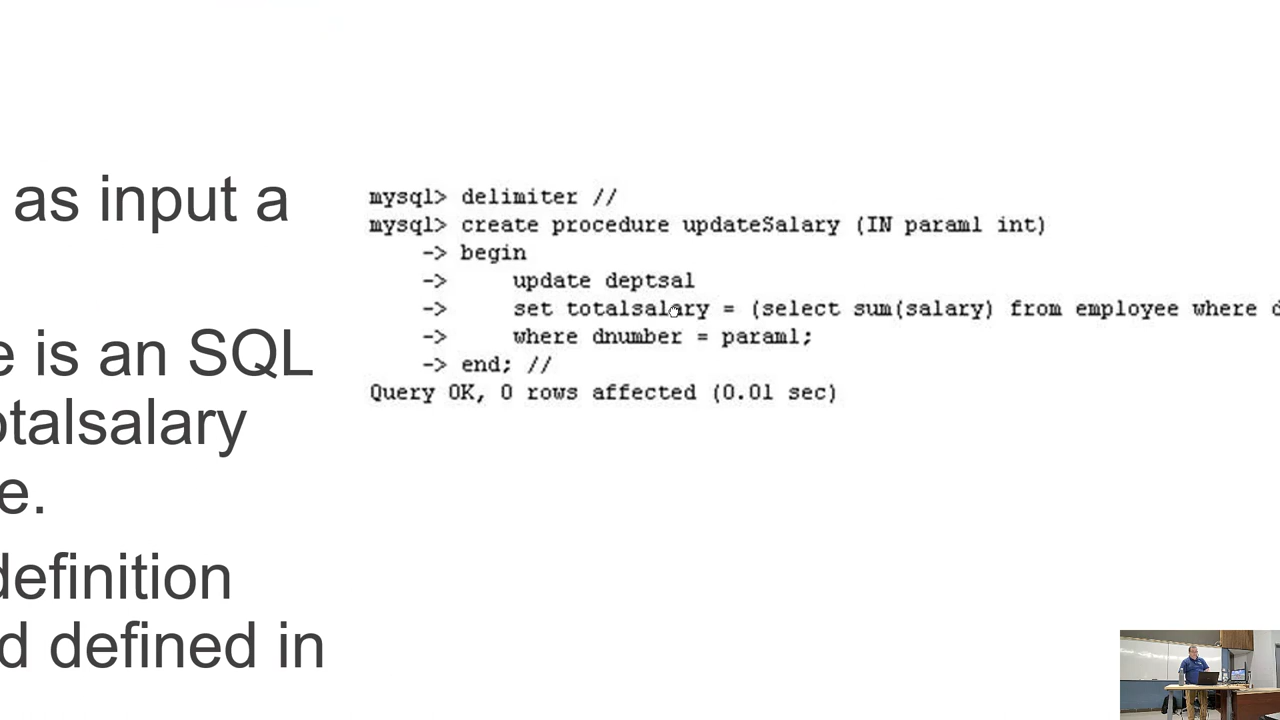 as input a
e is an SQL
otalsalary
e.
definition
d defined in
mysql> delimiter //
mysql> create procedure updateSalary (IN param1 int)
-> begin
-> update deptsal
-> set totalsalary = (select sum(salary) from employee where d
-> where dnumber = param1;
-> end; //
Query OK, 0 rows affected (0.01 sec)